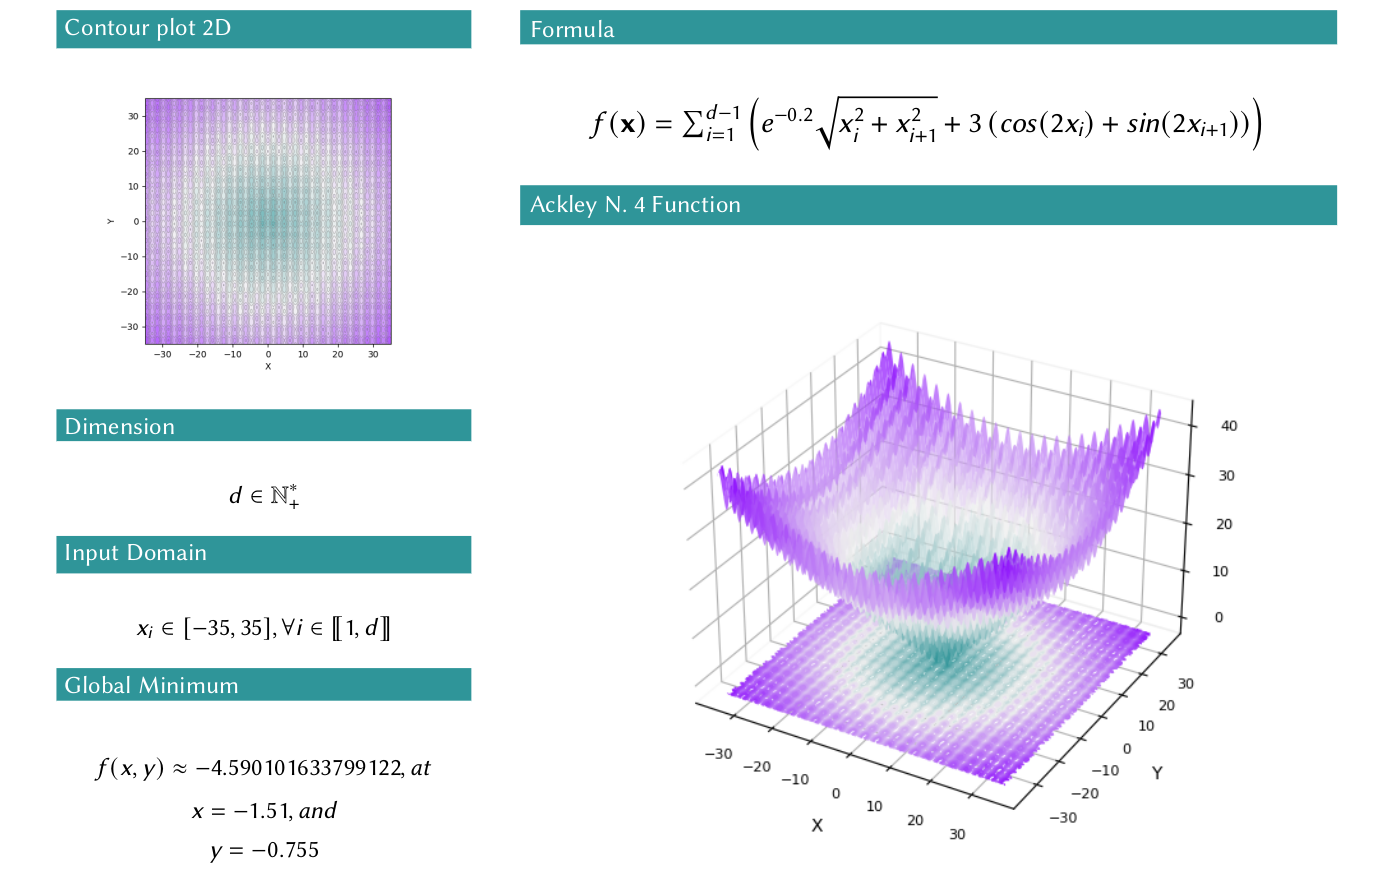 Contour plot 2D
30
20
10
0
−10
−20
−30
Y
−30 −20 −10 0 10 20 30
X
Dimension
d ∈ ℕ*₊
Input Domain
xᵢ ∈ [−35, 35], ∀i ∈ ⟦1, d⟧
Global Minimum
f(x, y) ≈ −4.590101633799122, at
x = −1.51, and
y = −0.755
Formula
f(𝐱) = ∑_{i=1}^{d−1} (e^{−0.2}√(x_i^2 + x_{i+1}^2) + 3 (cos(2x_i) + sin(2x_{i+1})))
Ackley N. 4 Function
40
30
20
10
0
30
20
10
0
−10
−20
−30
Y
−30
−20
−10
0
10
20
30
X